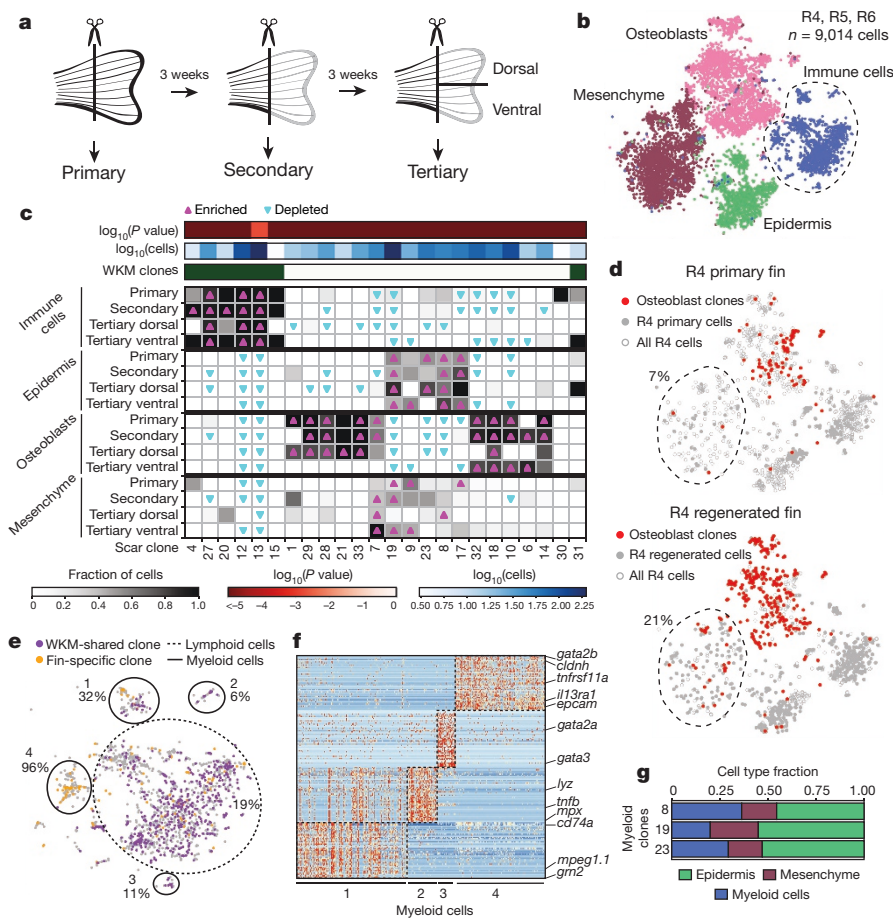 a
3 weeks
3 weeks
Dorsal
Ventral
Primary
Secondary
Tertiary
b
Osteoblasts
R4, R5, R6
n = 9,014 cells
Immune cells
Mesenchyme
Epidermis
c
Enriched
Depleted
log10(P value)
log10(cells)
WKM clones
Immune cells
Primary
Secondary
Tertiary dorsal
Tertiary ventral
Epidermis
Primary
Secondary
Tertiary dorsal
Tertiary ventral
Osteoblasts
Primary
Secondary
Tertiary dorsal
Tertiary ventral
Mesenchyme
Primary
Secondary
Tertiary dorsal
Tertiary ventral
Scar clone
4 27 20 12 13 15 1 29 28 21 33 7 19 9 23 8 17 32 18 10 6 14 30 31
Fraction of cells
0 0.2 0.4 0.6 0.8 1.0
log10(P value)
<–5 –4 –3 –2 –1 0
log10(cells)
0.50 0.75 1.00 1.25 1.50 1.75 2.00 2.25
d
R4 primary fin
Osteoblast clones
R4 primary cells
All R4 cells
7%
R4 regenerated fin
Osteoblast clones
R4 regenerated cells
All R4 cells
21%
e
WKM-shared clone
Fin-specific clone
Lymphoid cells
Myeloid cells
1
32%
2
6%
4
96%
19%
3
11%
f
gata2b
cldnh
tnfrsf11a
il13ra1
epcam
gata2a
gata3
lyz
tnfb
mpx
cd74a
mpeg1.1
grn2
1 2 3 4
Myeloid cells
g
Cell type fraction
0 0.25 0.50 0.75 1.00
Myeloid clones
8
19
23
Epidermis
Mesenchyme
Myeloid cells